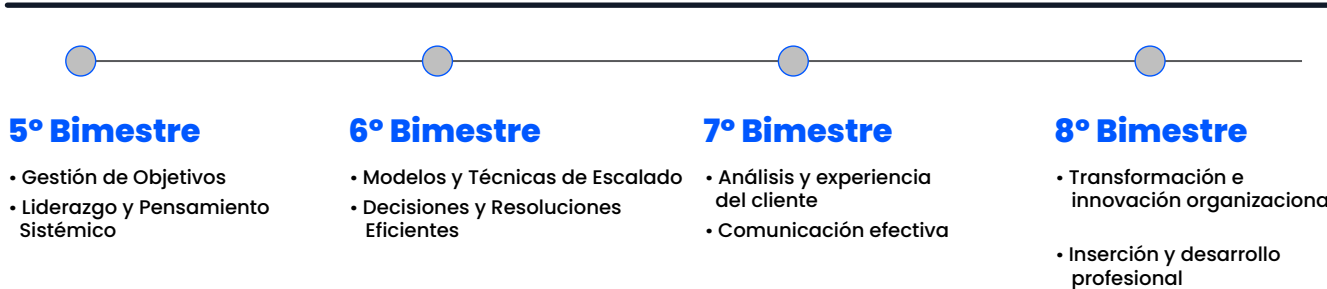 5º Bimestre
• Gestión de Objetivos
• Liderazgo y Pensamiento
Sistémico
6º Bimestre
• Modelos y Técnicas de Escalado
• Decisiones y Resoluciones
Eficientes
7º Bimestre
• Análisis y experiencia
del cliente
• Comunicación efectiva
8º Bimestre
• Transformación e
innovación organizaciona
• Inserción y desarrollo
profesional